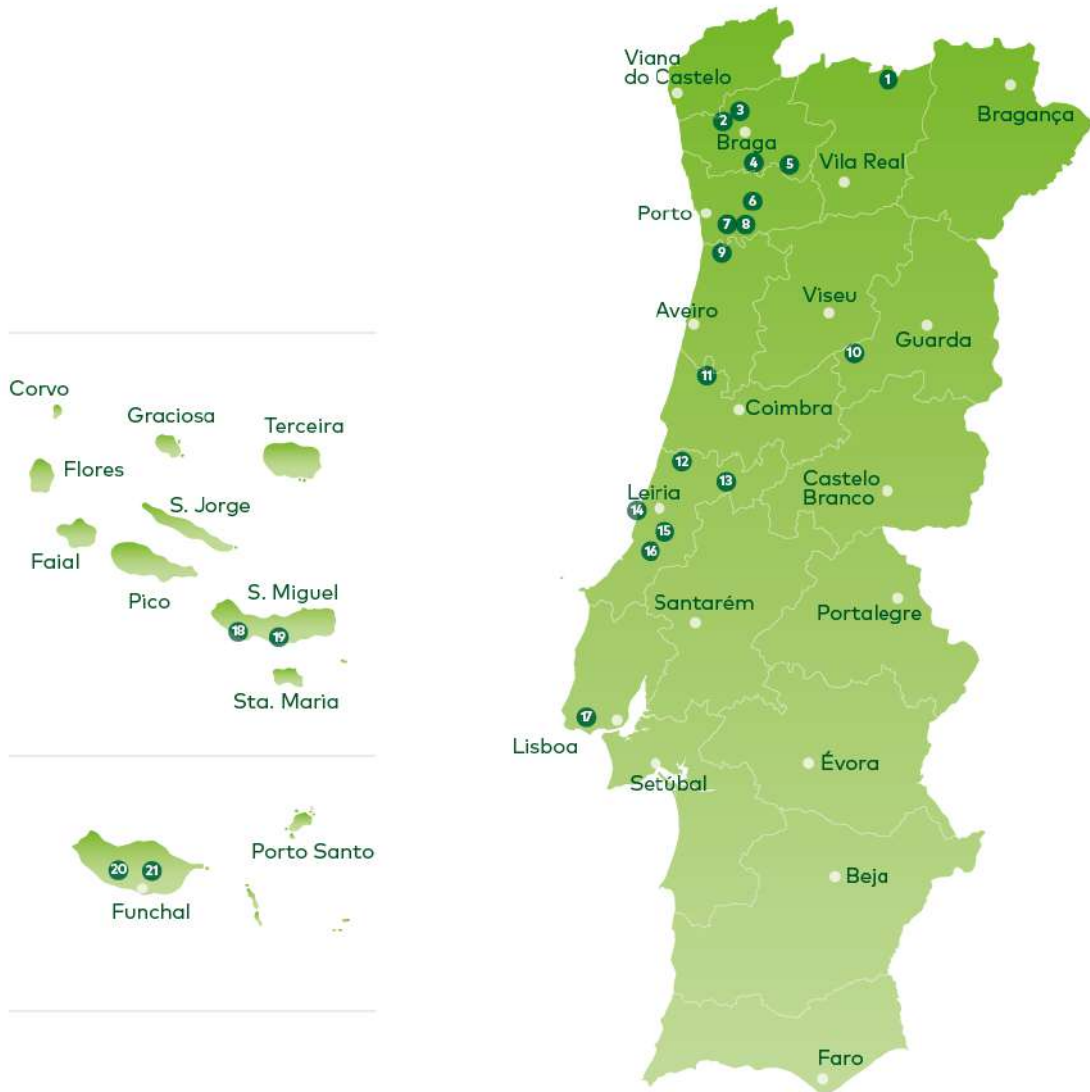 Viana
do Castelo
1
Bragança
3
2
Braga
4
5
Vila Real
6
Porto
7
8
9
Viseu
Aveiro
Guarda
10
11
Coimbra
12
13
Castelo
Branco
Leiria
14
15
16
Santarém
Portalegre
17
Lisboa
Setúbal
Évora
Beja
Faro
Corvo
Graciosa
Terceira
Flores
S. Jorge
Faial
Pico
S. Miguel
18
19
Sta. Maria
Porto Santo
20
21
Funchal